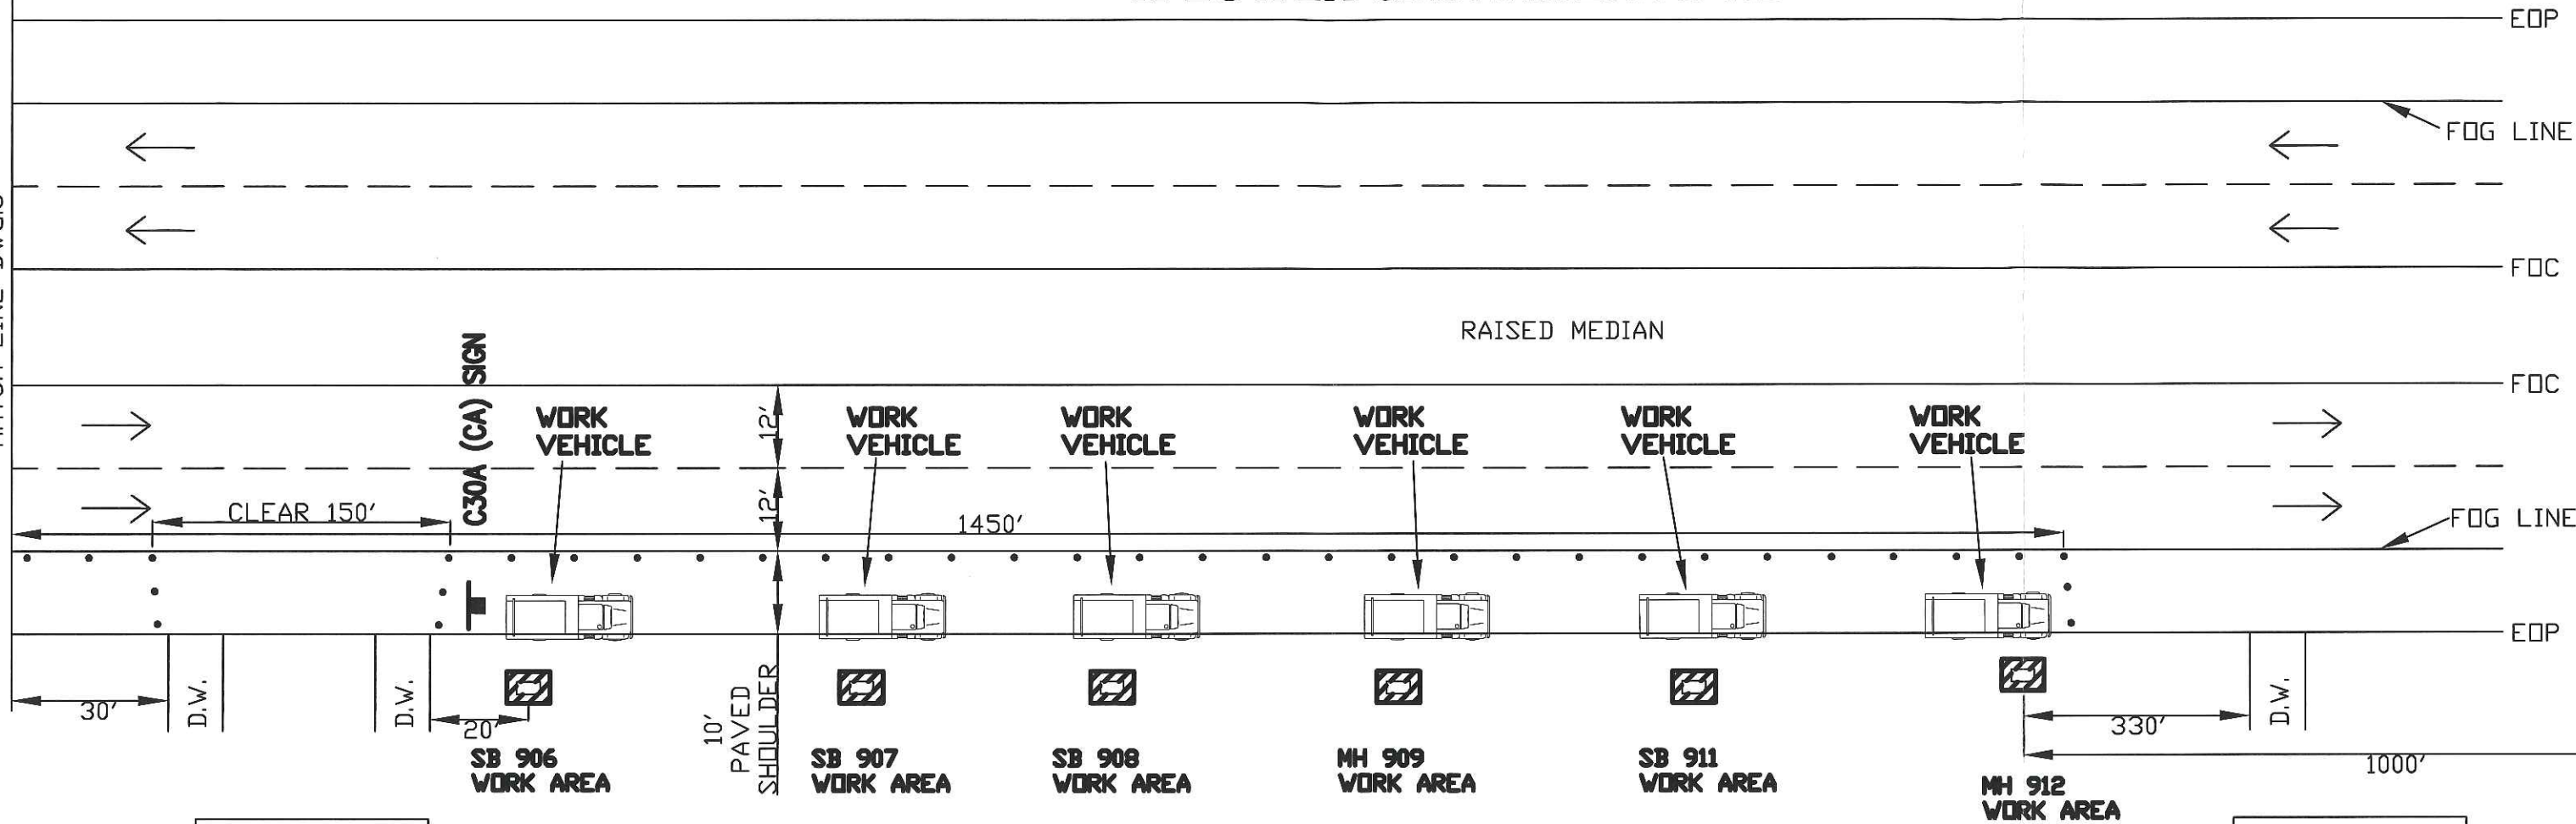 EOP
FOG LINE
FOC
RAISED MEDIAN
FOC
C30A (CA) SIGN
WORK
VEHICLE
WORK
VEHICLE
WORK
VEHICLE
WORK
VEHICLE
WORK
VEHICLE
WORK
VEHICLE
12'
12'
CLEAR 150'
1450'
FOG LINE
EOP
30'
D.W.
D.W.
20'
10'
PAVED
SHOULDER
330'
D.W.
1000'
SB 906
WORK AREA
SB 907
WORK AREA
SB 908
WORK AREA
MH 909
WORK AREA
SB 911
WORK AREA
MH 912
WORK AREA